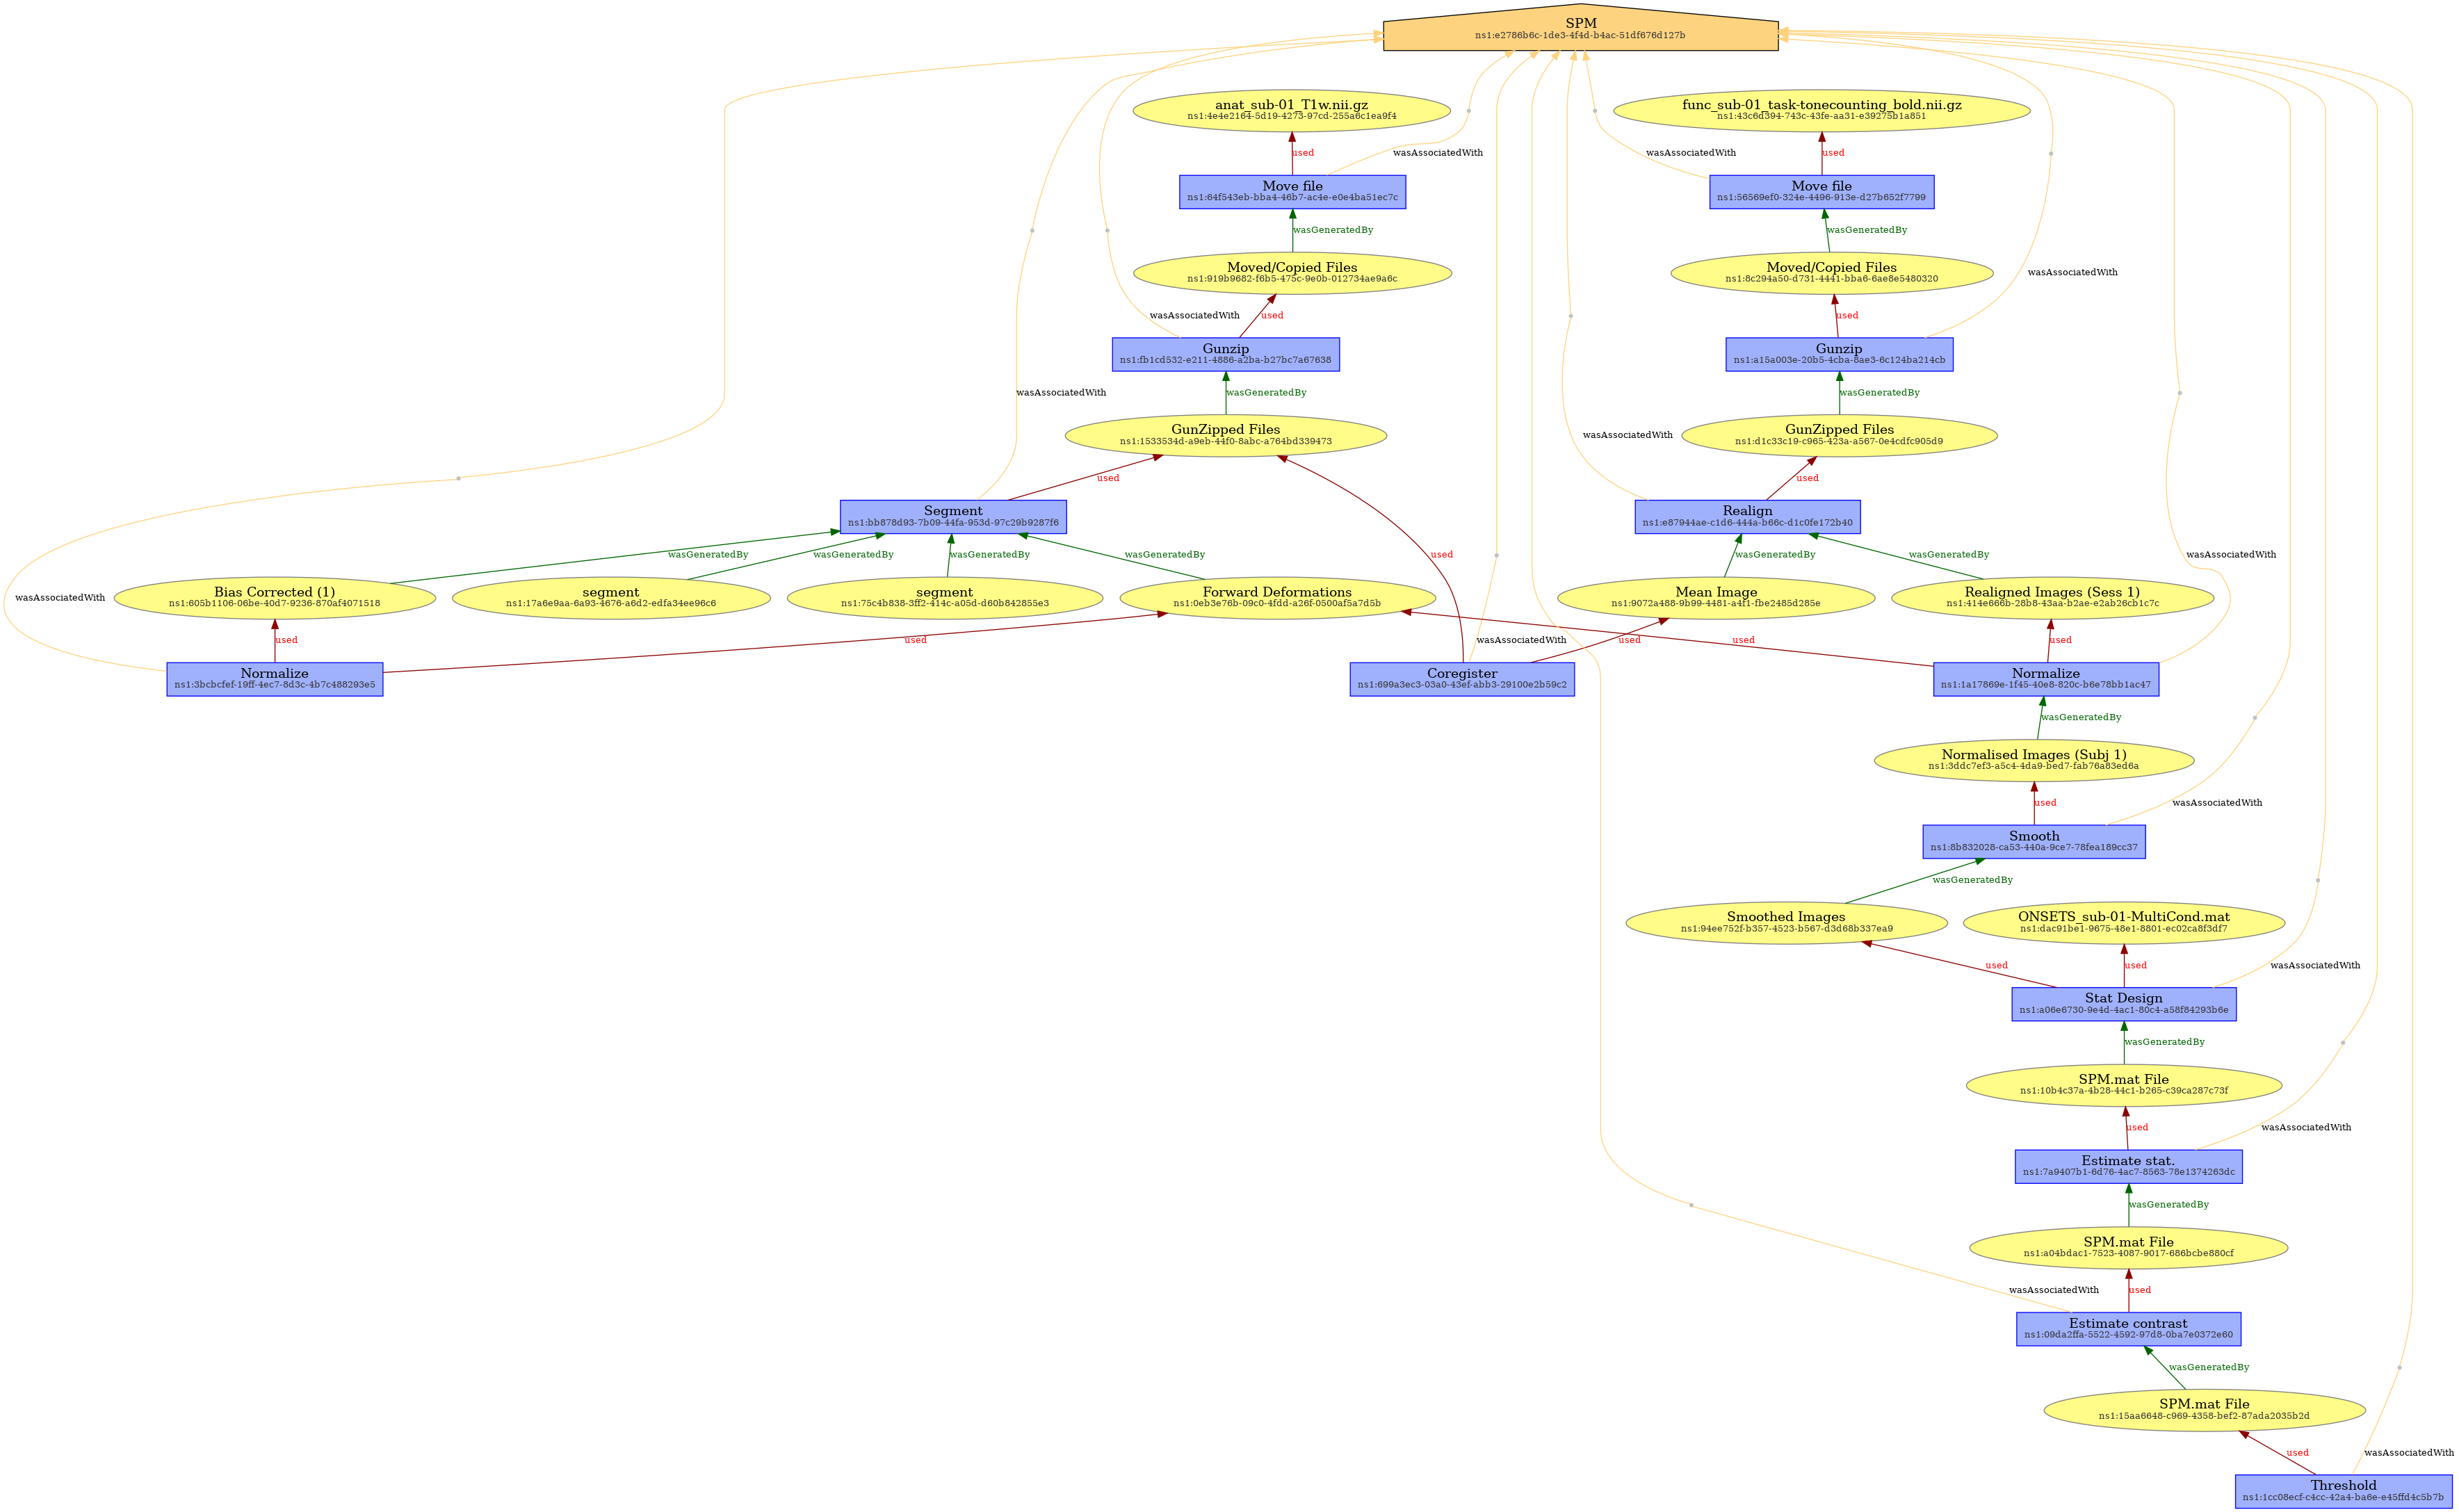 SPM
ns1:e2786b6c-1de3-4f4d-b4ac-51df676d127b
anat_sub-01_T1w.nii.gz
ns1:4e4e2164-5d19-4273-97cd-255a6c1ea9f4
func_sub-01_task-tonecounting_bold.nii.gz
ns1:43c6d394-743c-43fe-aa31-e39275b1a851
used
wasAssociatedWith
wasAssociatedWith
used
Move file
ns1:64f543eb-bba4-46b7-ac4e-e0e4ba51ec7c
Move file
ns1:56569ef0-324e-4496-913e-d27b652f7799
wasGeneratedBy
wasGeneratedBy
Moved/Copied Files
ns1:919b9682-f6b5-475c-9e0b-012734ae9a6c
Moved/Copied Files
ns1:8c294a50-d731-4441-bba6-6ae8e5480320
wasAssociatedWith
wasAssociatedWith
used
used
Gunzip
ns1:fb1cd532-e211-4886-a2ba-b27bc7a67638
Gunzip
ns1:a15a003e-20b5-4cba-8ae3-6c124ba214cb
wasAssociatedWith
wasGeneratedBy
wasGeneratedBy
GunZipped Files
ns1:1533534d-a9eb-44f0-8abc-a764bd339473
GunZipped Files
ns1:d1c33c19-c965-423a-a567-0e4cdfc905d9
wasAssociatedWith
used
used
Segment
ns1:bb878d93-7b09-44fa-953d-97c29b9287f6
Realign
ns1:e87944ae-c1d6-444a-b66c-d1c0fe172b40
wasGeneratedBy
wasGeneratedBy
wasGeneratedBy
wasGeneratedBy
used
wasGeneratedBy
wasGeneratedBy
wasAssociatedWith
Bias Corrected (1)
ns1:605b1106-06be-40d7-9236-870af4071518
segment
ns1:17a6e9aa-6a93-4676-a6d2-edfa34ee96c6
segment
ns1:75c4b838-3ff2-414c-a05d-d60b842855e3
Forward Deformations
ns1:0eb3e76b-09c0-4fdd-a26f-0500af5a7d5b
Mean Image
ns1:9072a488-9b99-4481-a4f1-fbe2485d285e
Realigned Images (Sess 1)
ns1:414e666b-28b8-43aa-b2ae-e2ab26cb1c7c
wasAssociatedWith
used
used
wasAssociatedWith
used
used
used
Normalize
ns1:3bcbcfef-19ff-4ec7-8d3c-4b7c488293e5
Coregister
ns1:699a3ec3-03a0-43ef-abb3-29100e2b59c2
Normalize
ns1:1a17869e-1f45-40e8-820c-b6e78bb1ac47
wasGeneratedBy
Normalised Images (Subj 1)
ns1:3ddc7ef3-a5c4-4da9-bed7-fab76a83ed6a
used
wasAssociatedWith
Smooth
ns1:8b832028-ca53-440a-9ce7-78fea189cc37
wasGeneratedBy
Smoothed Images
ns1:94ee752f-b357-4523-b567-d3d68b337ea9
ONSETS_sub-01-MultiCond.mat
ns1:dac91be1-9675-48e1-8801-ec02ca8f3df7
used
used
wasAssociatedWith
Stat Design
ns1:a06e6730-9e4d-4ac1-80c4-a58f84293b6e
wasGeneratedBy
SPM.mat File
ns1:10b4c37a-4b28-44c1-b265-c39ca287c73f
used
wasAssociatedWith
Estimate stat.
ns1:7a9407b1-6d76-4ac7-8563-78e1374263dc
wasGeneratedBy
SPM.mat File
ns1:a04bdac1-7523-4087-9017-686bcbe880cf
wasAssociatedWith
used
Estimate contrast
ns1:09da2ffa-5522-4592-97d8-0ba7e0372e60
wasGeneratedBy
SPM.mat File
ns1:15aa6648-c969-4358-bef2-87ada2035b2d
used
wasAssociatedWith
Threshold
ns1:1cc08ecf-c4cc-42a4-ba6e-e45ffd4c5b7b